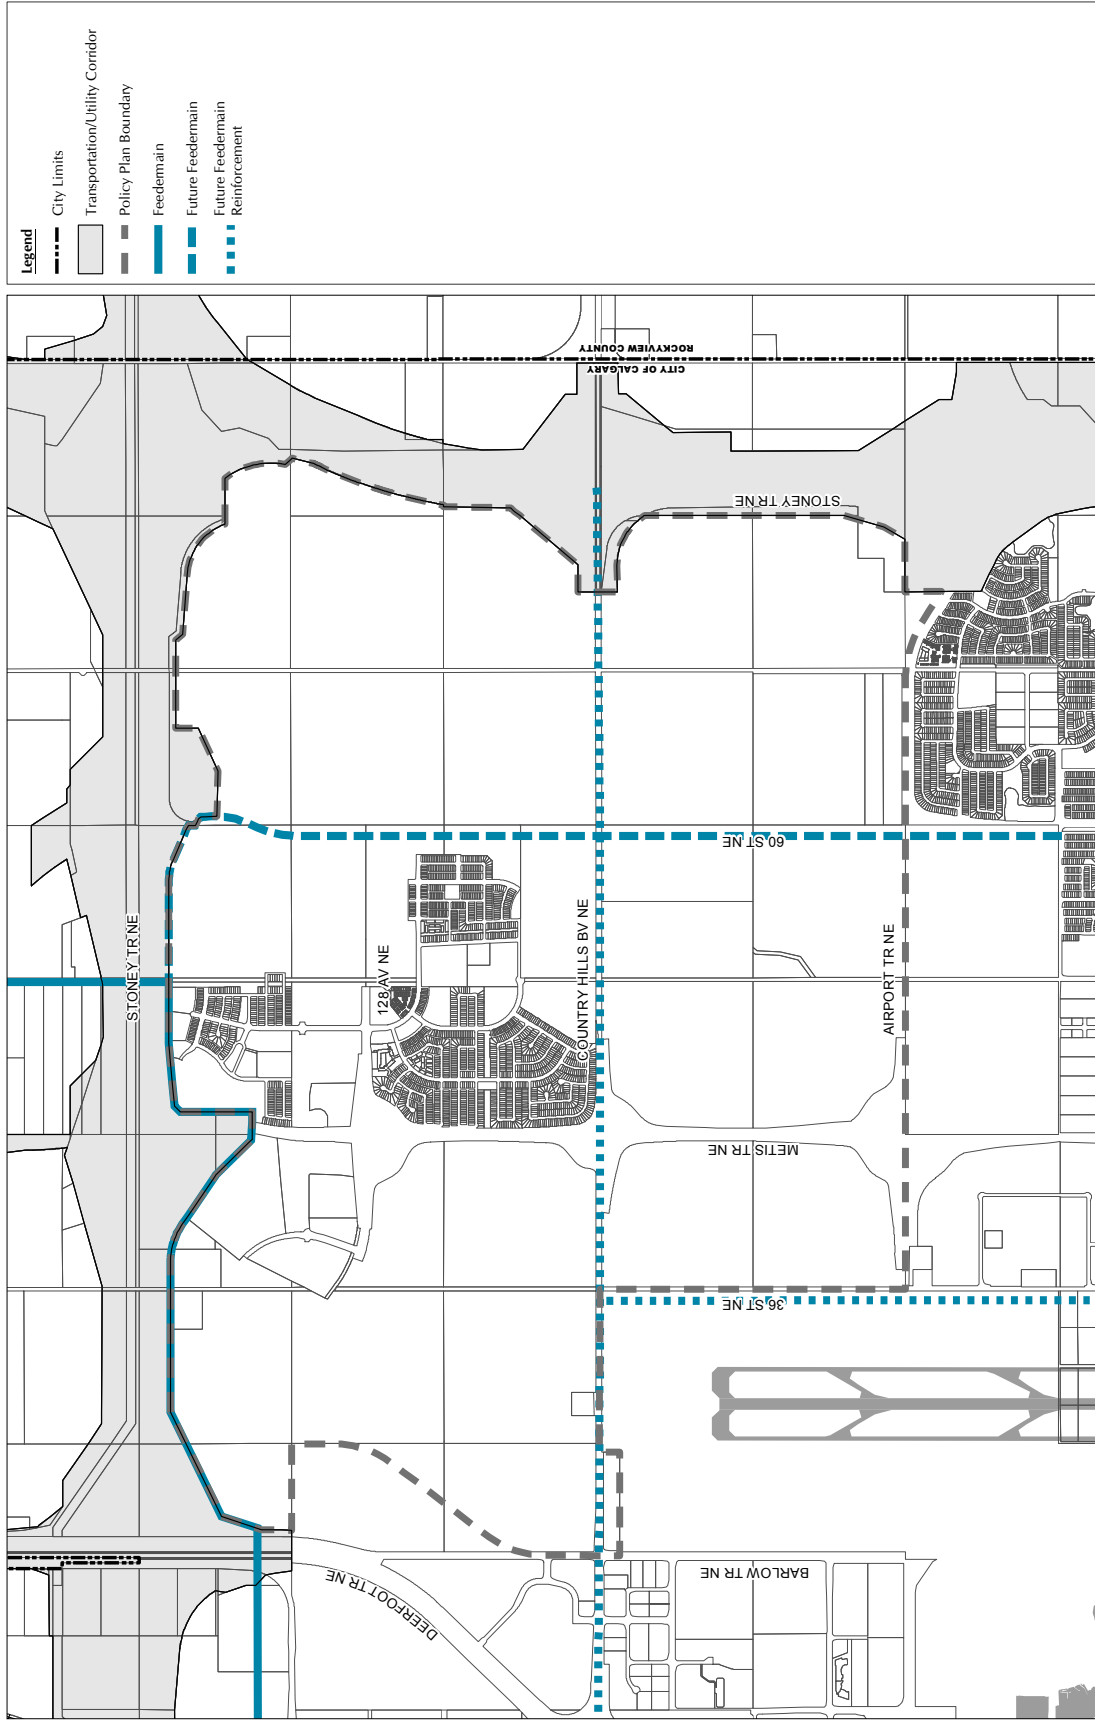 Legend
City Limits
Transportation/Utility Corridor
Policy Plan Boundary
Feedermain
Future Feedermain
Future Feedermain
Reinforcement
ROCKYVIEW COUNTY
CITY OF CALGARY
STONEY TR NE
STONEY TR NE
60 ST NE
128 AV NE
COUNTRY HILLS BV NE
AIRPORT TR NE
METIS TR NE
36 ST NE
DEERFOOT TR NE
BARLOW TR NE